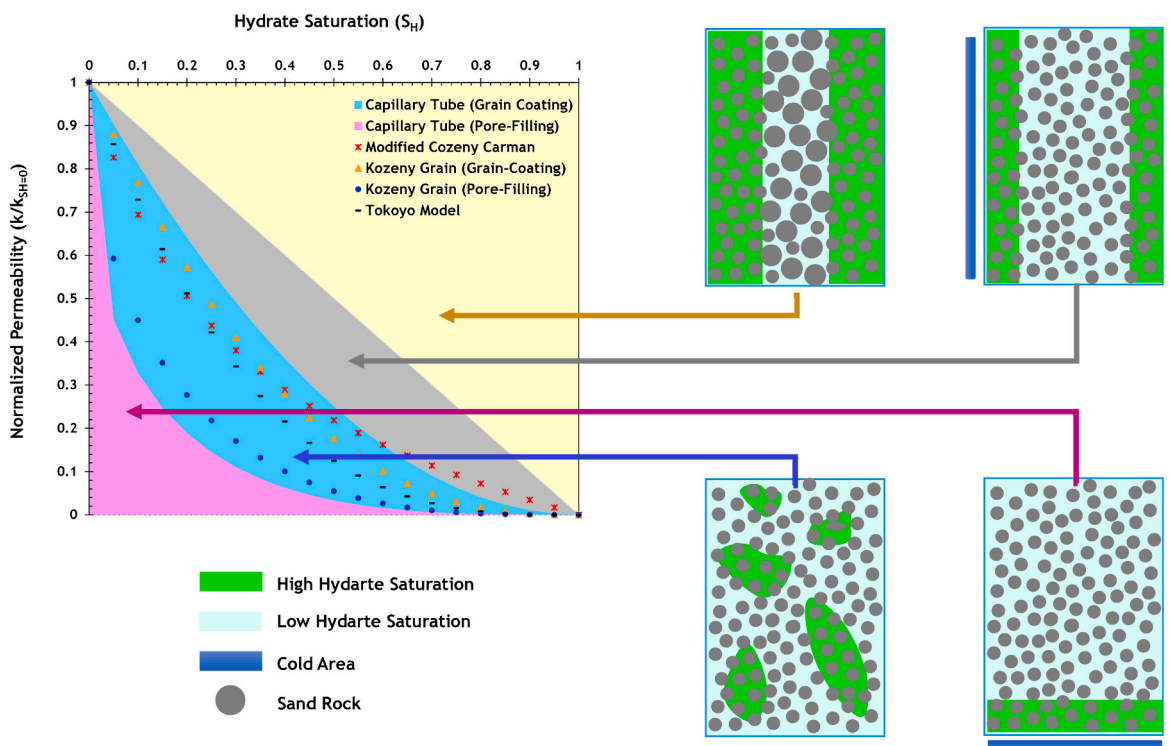 Hydrate Saturation (S_H)
0 0.1 0.2 0.3 0.4 0.5 0.6 0.7 0.8 0.9 1
Normalized Permeability (k/k_SH=0)
1
0.9
0.8
0.7
0.6
0.5
0.4
0.3
0.2
0.1
0
Capillary Tube (Grain Coating)
Capillary Tube (Pore-Filling)
Modified Cozeny Carman
Kozeny Grain (Grain-Coating)
Kozeny Grain (Pore-Filling)
Tokoyo Model
High Hydarte Saturation
Low Hydarte Saturation
Cold Area
Sand Rock